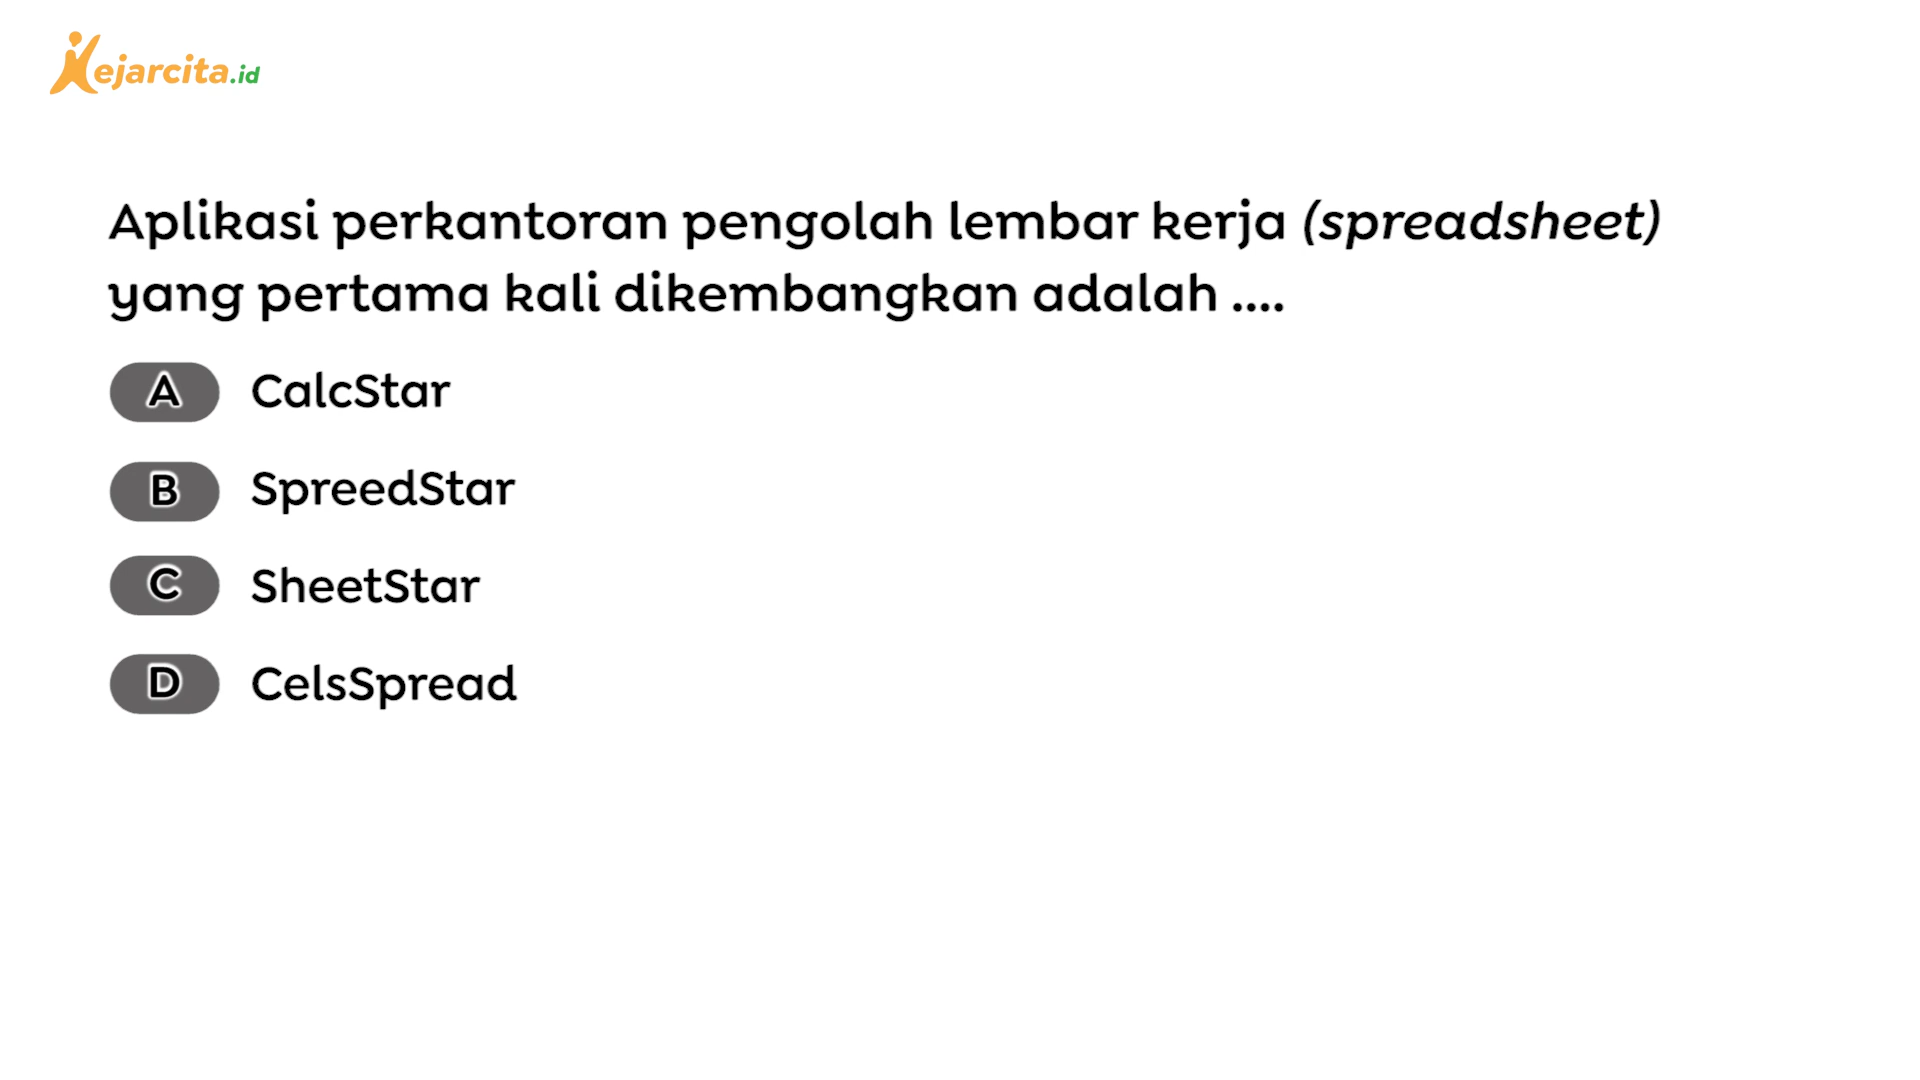 Kejarcita.id
Aplikasi perkantoran pengolah lembar kerja (spreadsheet)
yang pertama kali dikembangkan adalah ....
A CalcStar
B SpreedStar
C SheetStar
D CelsSpread